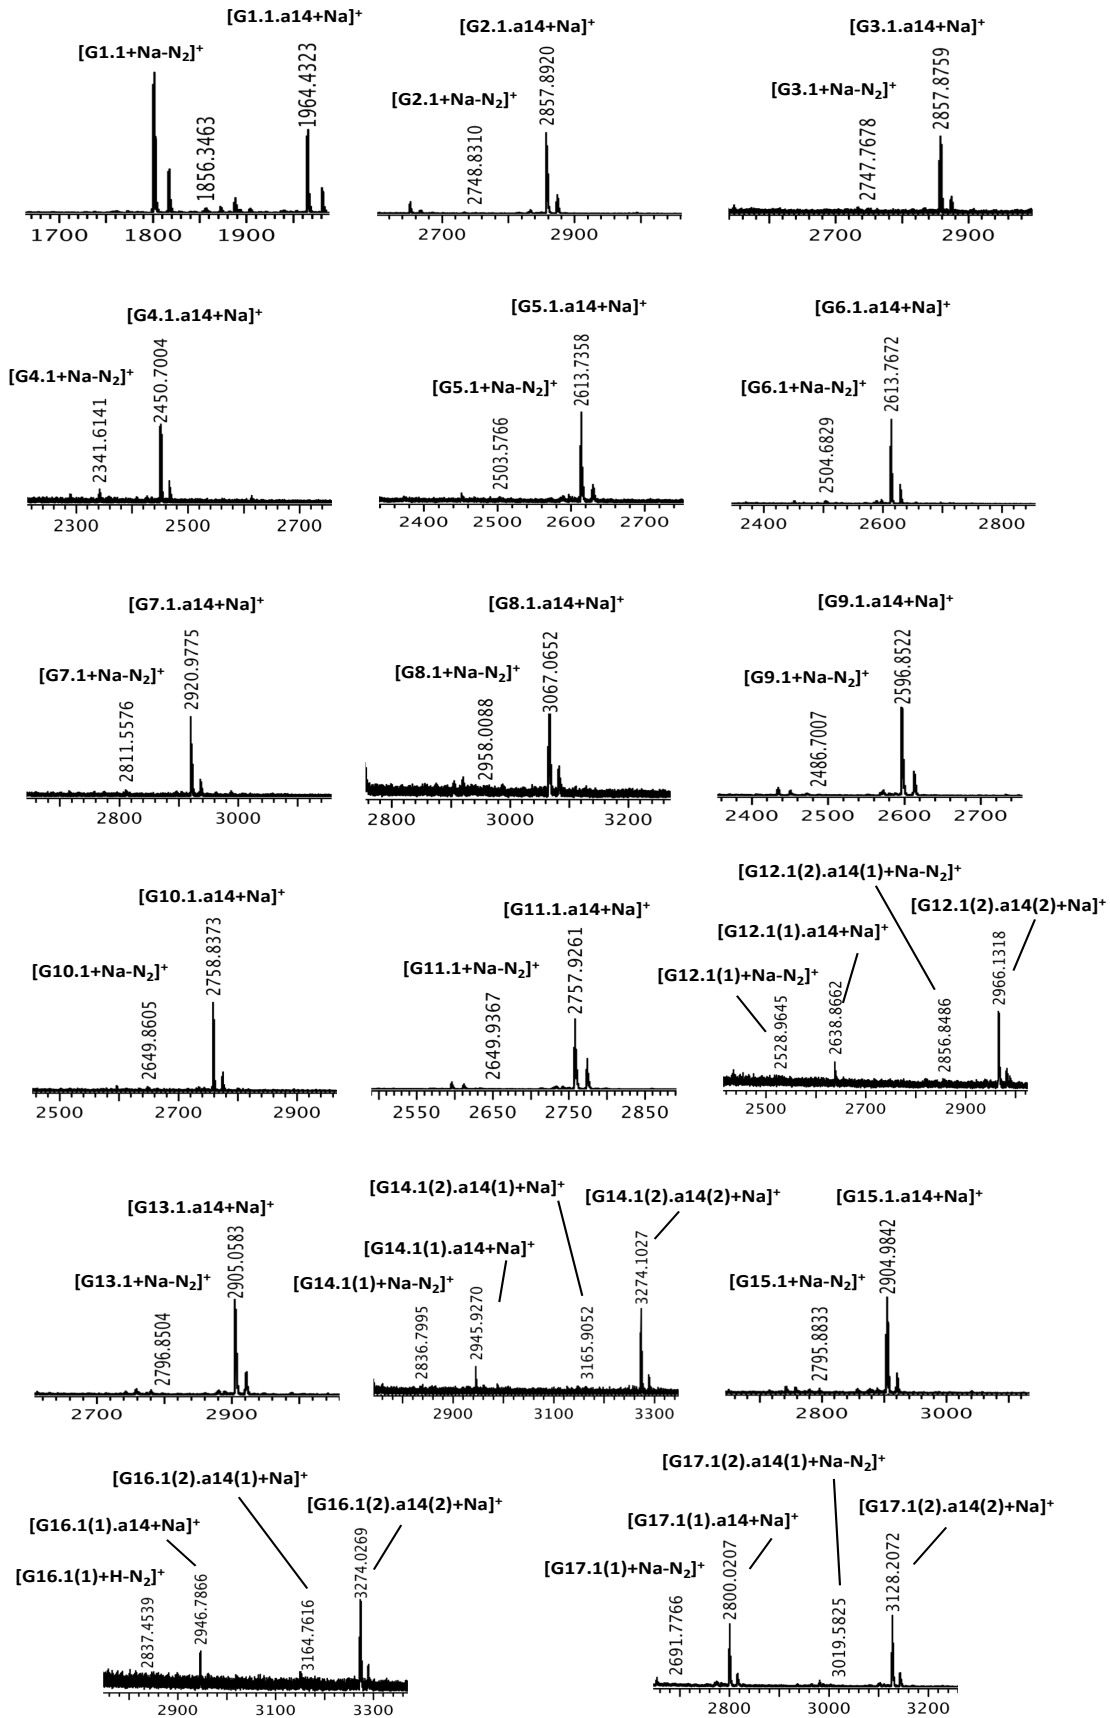 [G1.1+Na-N₂]⁺
[G1.1.a14+Na]⁺
1856.3463
1964.4323
1700 1800 1900
[G2.1.a14+Na]⁺
[G2.1+Na-N₂]⁺
2748.8310
2857.8920
2700 2900
[G3.1.a14+Na]⁺
[G3.1+Na-N₂]⁺
2747.7678
2857.8759
2700 2900
[G4.1.a14+Na]⁺
[G4.1+Na-N₂]⁺
2341.6141
2450.7004
2300 2500 2700
[G5.1.a14+Na]⁺
[G5.1+Na-N₂]⁺
2503.5766
2613.7358
2400 2500 2600 2700
[G6.1.a14+Na]⁺
[G6.1+Na-N₂]⁺
2504.6829
2613.7672
2400 2600 2800
[G7.1.a14+Na]⁺
[G7.1+Na-N₂]⁺
2811.5576
2920.9775
2800 3000
[G8.1.a14+Na]⁺
[G8.1+Na-N₂]⁺
2958.0088
3067.0652
2800 3000 3200
[G9.1.a14+Na]⁺
[G9.1+Na-N₂]⁺
2486.7007
2596.8522
2400 2500 2600 2700
[G10.1.a14+Na]⁺
[G10.1+Na-N₂]⁺
2649.8605
2758.8373
2500 2700 2900
[G11.1.a14+Na]⁺
[G11.1+Na-N₂]⁺
2649.9367
2757.9261
2550 2650 2750 2850
[G12.1(2).a14(1)+Na-N₂]⁺
[G12.1(2).a14(2)+Na]⁺
[G12.1(1).a14+Na]⁺
[G12.1(1)+Na-N₂]⁺
2528.9645
2638.8662
2856.8486
2966.1318
2500 2700 2900
[G13.1.a14+Na]⁺
[G13.1+Na-N₂]⁺
2796.8504
2905.0583
2700 2900
[G14.1(2).a14(1)+Na]⁺
[G14.1(2).a14(2)+Na]⁺
[G14.1(1).a14+Na]⁺
[G14.1(1)+Na-N₂]⁺
2836.7995
2945.9270
3165.9052
3274.1027
2900 3100 3300
[G15.1.a14+Na]⁺
[G15.1+Na-N₂]⁺
2795.8833
2904.9842
2800 3000
[G16.1(2).a14(1)+Na]⁺
[G16.1(2).a14(2)+Na]⁺
[G16.1(1).a14+Na]⁺
[G16.1(1)+H-N₂]⁺
2837.4539
2946.7866
3164.7616
3274.0269
2900 3100 3300
[G17.1(2).a14(1)+Na-N₂]⁺
[G17.1(2).a14(2)+Na]⁺
[G17.1(1).a14+Na]⁺
[G17.1(1)+Na-N₂]⁺
2691.7766
2800.0207
3019.5825
3128.2072
2800 3000 3200